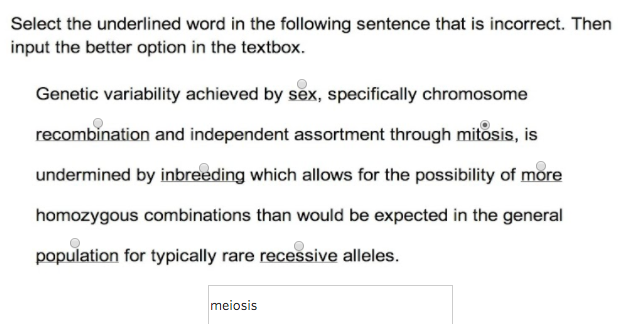 Select the underlined word in the following sentence that is incorrect. Then
input the better option in the textbox.
Genetic variability achieved by sex, specifically chromosome
recombination and independent assortment through mitosis, is
undermined by inbreeding which allows for the possibility of more
homozygous combinations than would be expected in the general
population for typically rare recessive alleles.
meiosis